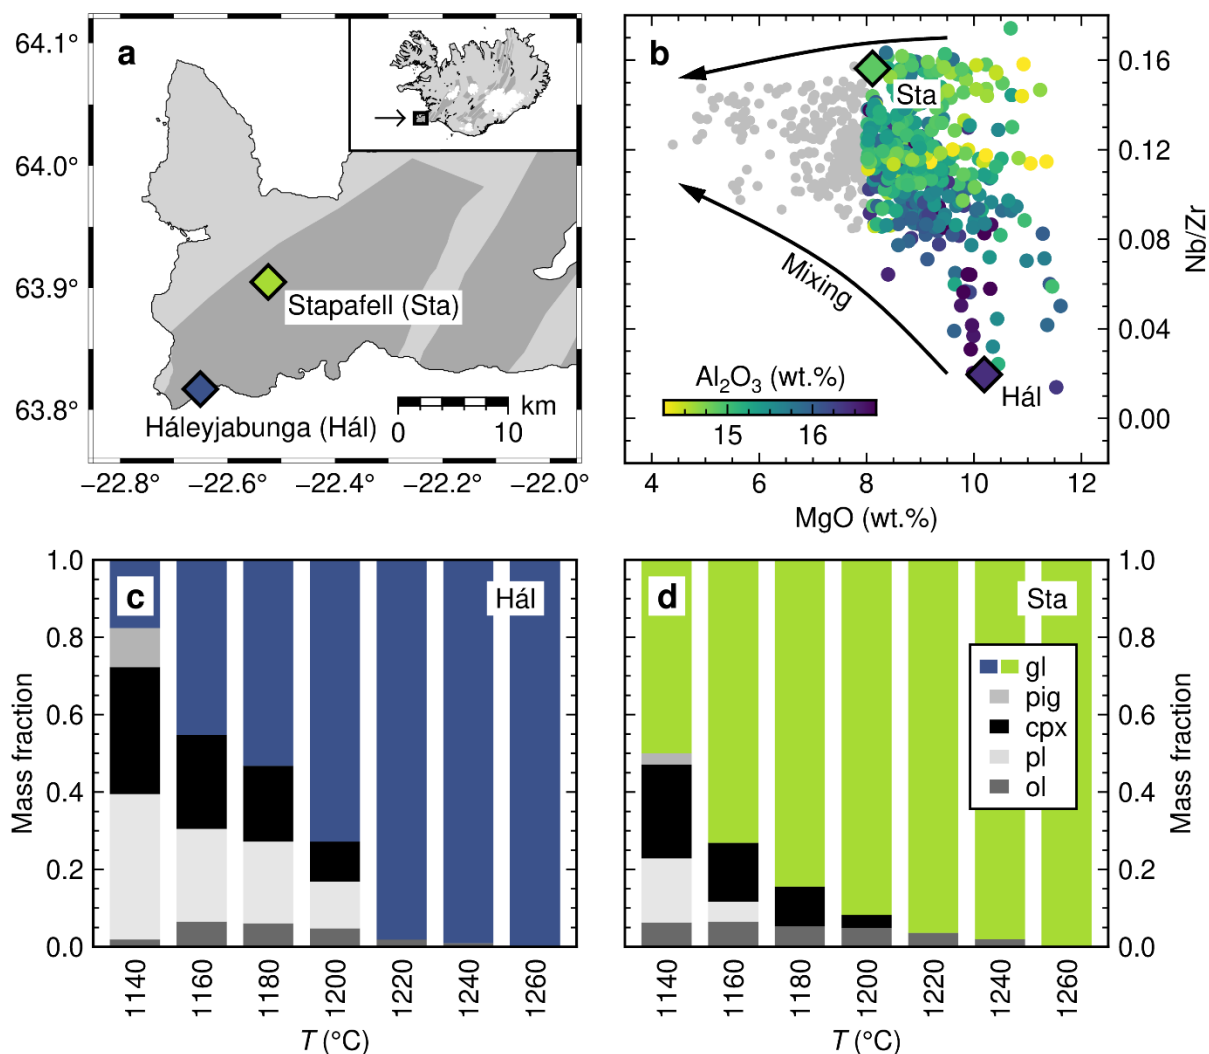 a
64.1°
64.0°
63.9°
63.8°
Stapafell (Sta)
Háleyjabunga (Hál)
km
0 10
−22.8° −22.6° −22.4° −22.2° −22.0°
b
0.16
0.12
0.08
0.04
0.00
Nb/Zr
Sta
Mixing
Hál
Al₂O₃ (wt.%)
15 16
4 6 8 10 12
MgO (wt.%)
c
Hál
1.0
0.8
0.6
0.4
0.2
0.0
Mass fraction
1140 1160 1180 1200 1220 1240 1260
T (°C)
d
Sta
gl
pig
cpx
pl
ol
1.0
0.8
0.6
0.4
0.2
0.0
Mass fraction
1140 1160 1180 1200 1220 1240 1260
T (°C)